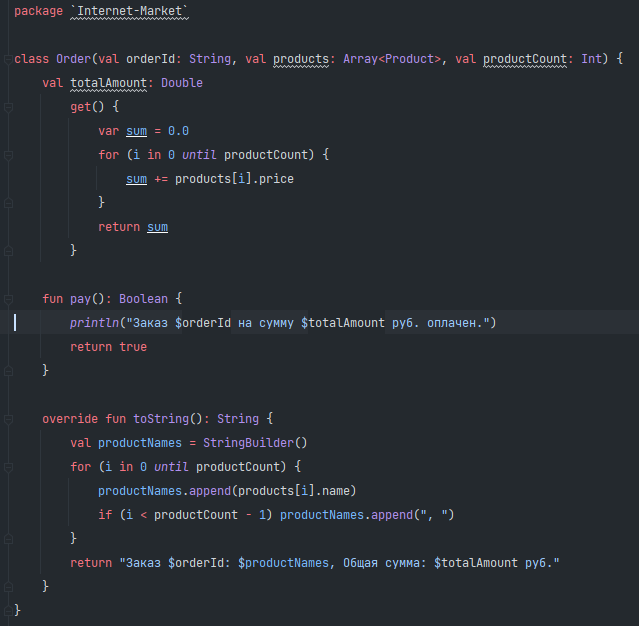 package `Internet-Market`
class Order(val orderId: String, val products: Array<Product>, val productCount: Int) {
    val totalAmount: Double
        get() {
            var sum = 0.0
            for (i in 0 until productCount) {
                sum += products[i].price
            }
            return sum
        }
    fun pay(): Boolean {
        println("Заказ $orderId на сумму $totalAmount руб. оплачен.")
        return true
    }
    override fun toString(): String {
        val productNames = StringBuilder()
        for (i in 0 until productCount) {
            productNames.append(products[i].name)
            if (i < productCount - 1) productNames.append(", ")
        }
        return "Заказ $orderId: $productNames, Общая сумма: $totalAmount руб."
    }
}